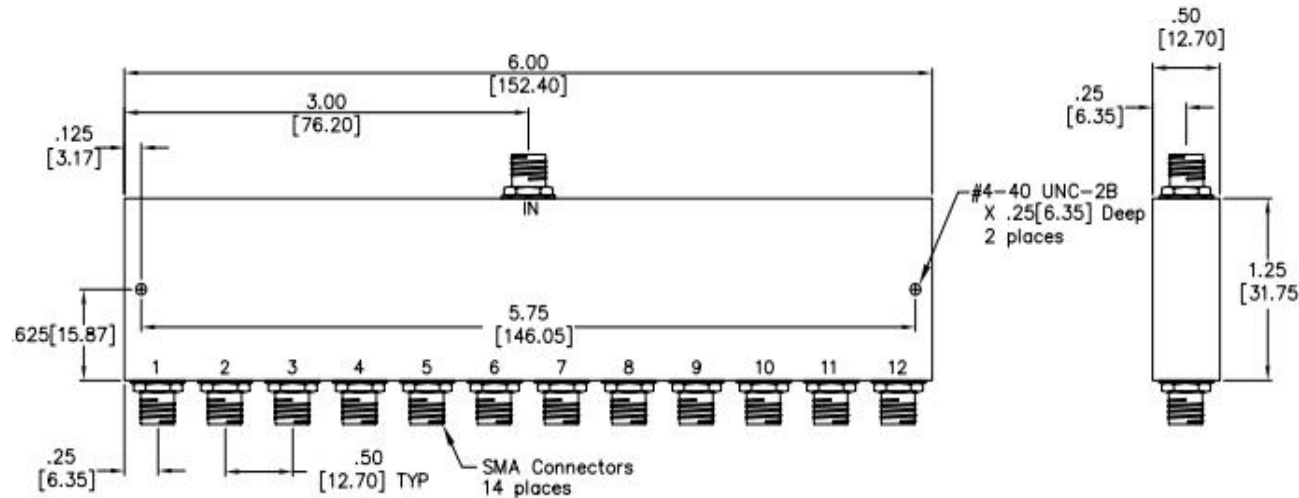 .50
[12.70]
6.00
[152.40]
3.00
[76.20]
.25
[6.35]
.125
[3.17]
IN
#4-40 UNC-2B
X .25[6.35] Deep
2 places
1.25
[31.75
.625[15.87]
5.75
[146.05]
1 2 3 4 5 6 7 8 9 10 11 12
.25
[6.35]
.50
[12.70] TYP
SMA Connectors
14 places